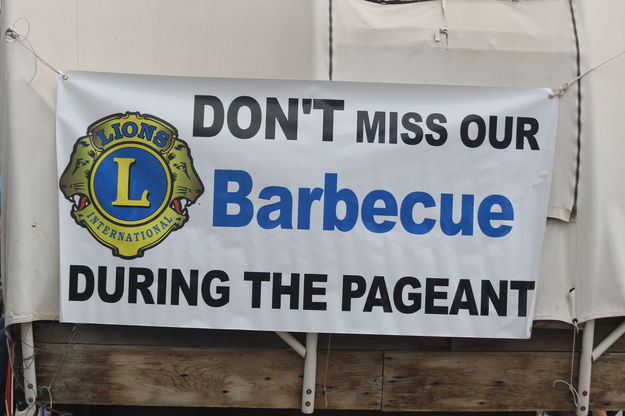 LIONS
L
INTERNATIONAL
DON'T MISS OUR
Barbecue
DURING THE PAGEANT